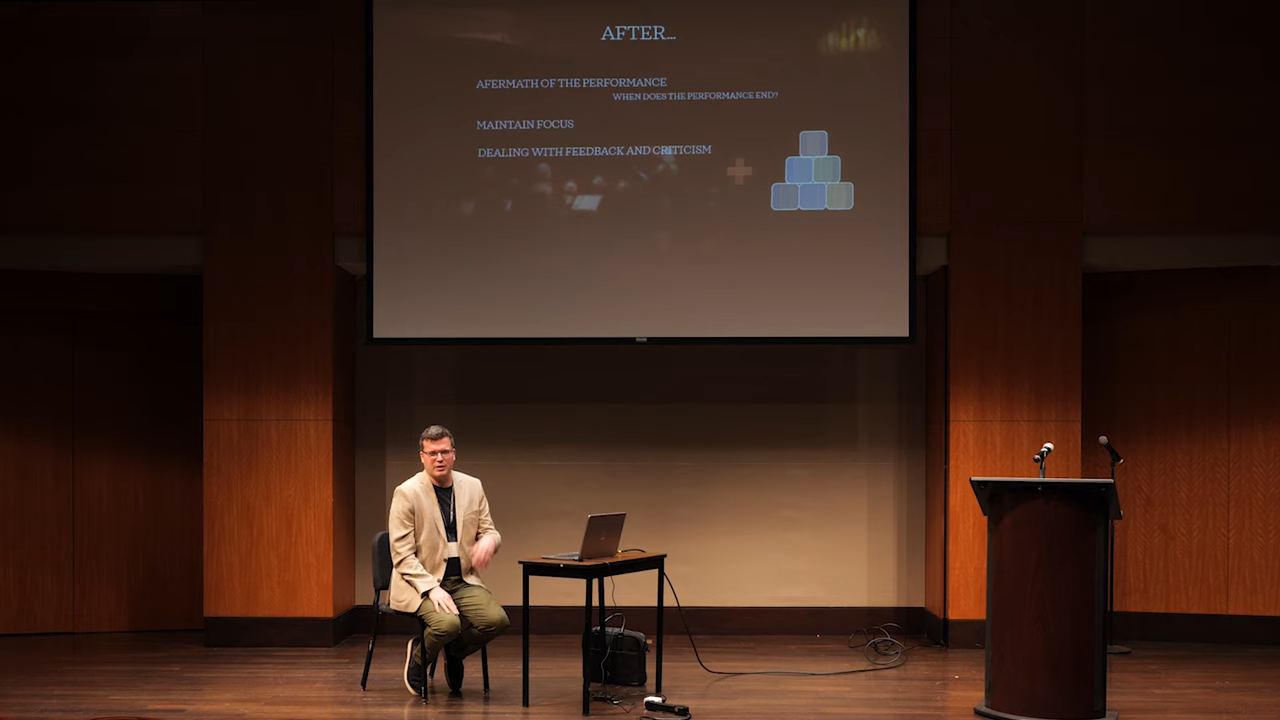 AFTER...
AFERMATH OF THE PERFORMANCE
WHEN DOES THE PERFORMANCE END?
MAINTAIN FOCUS
DEALING WITH FEEDBACK AND CRITICISM